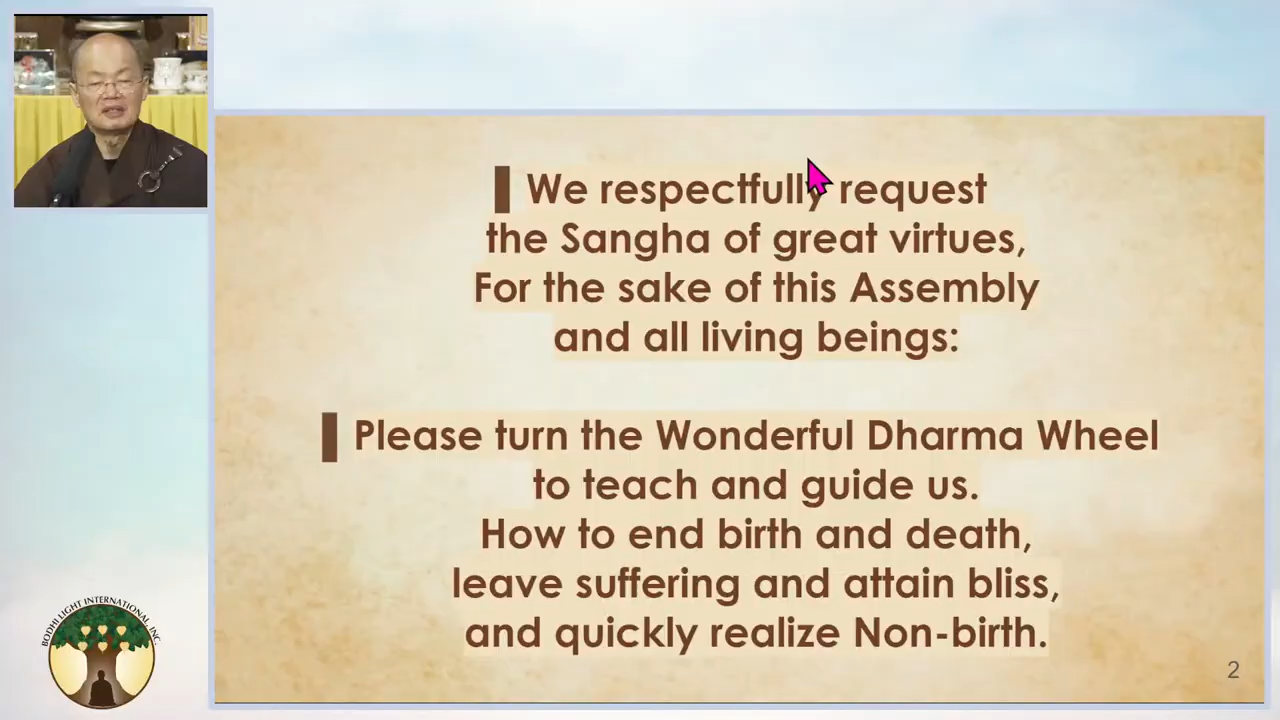 We respectfully request
the Sangha of great virtues,
For the sake of this Assembly
and all living beings:
Please turn the Wonderful Dharma Wheel
to teach and guide us.
How to end birth and death,
leave suffering and attain bliss,
and quickly realize Non-birth.
2
BODHI LIGHT INTERNATIONAL, INC.